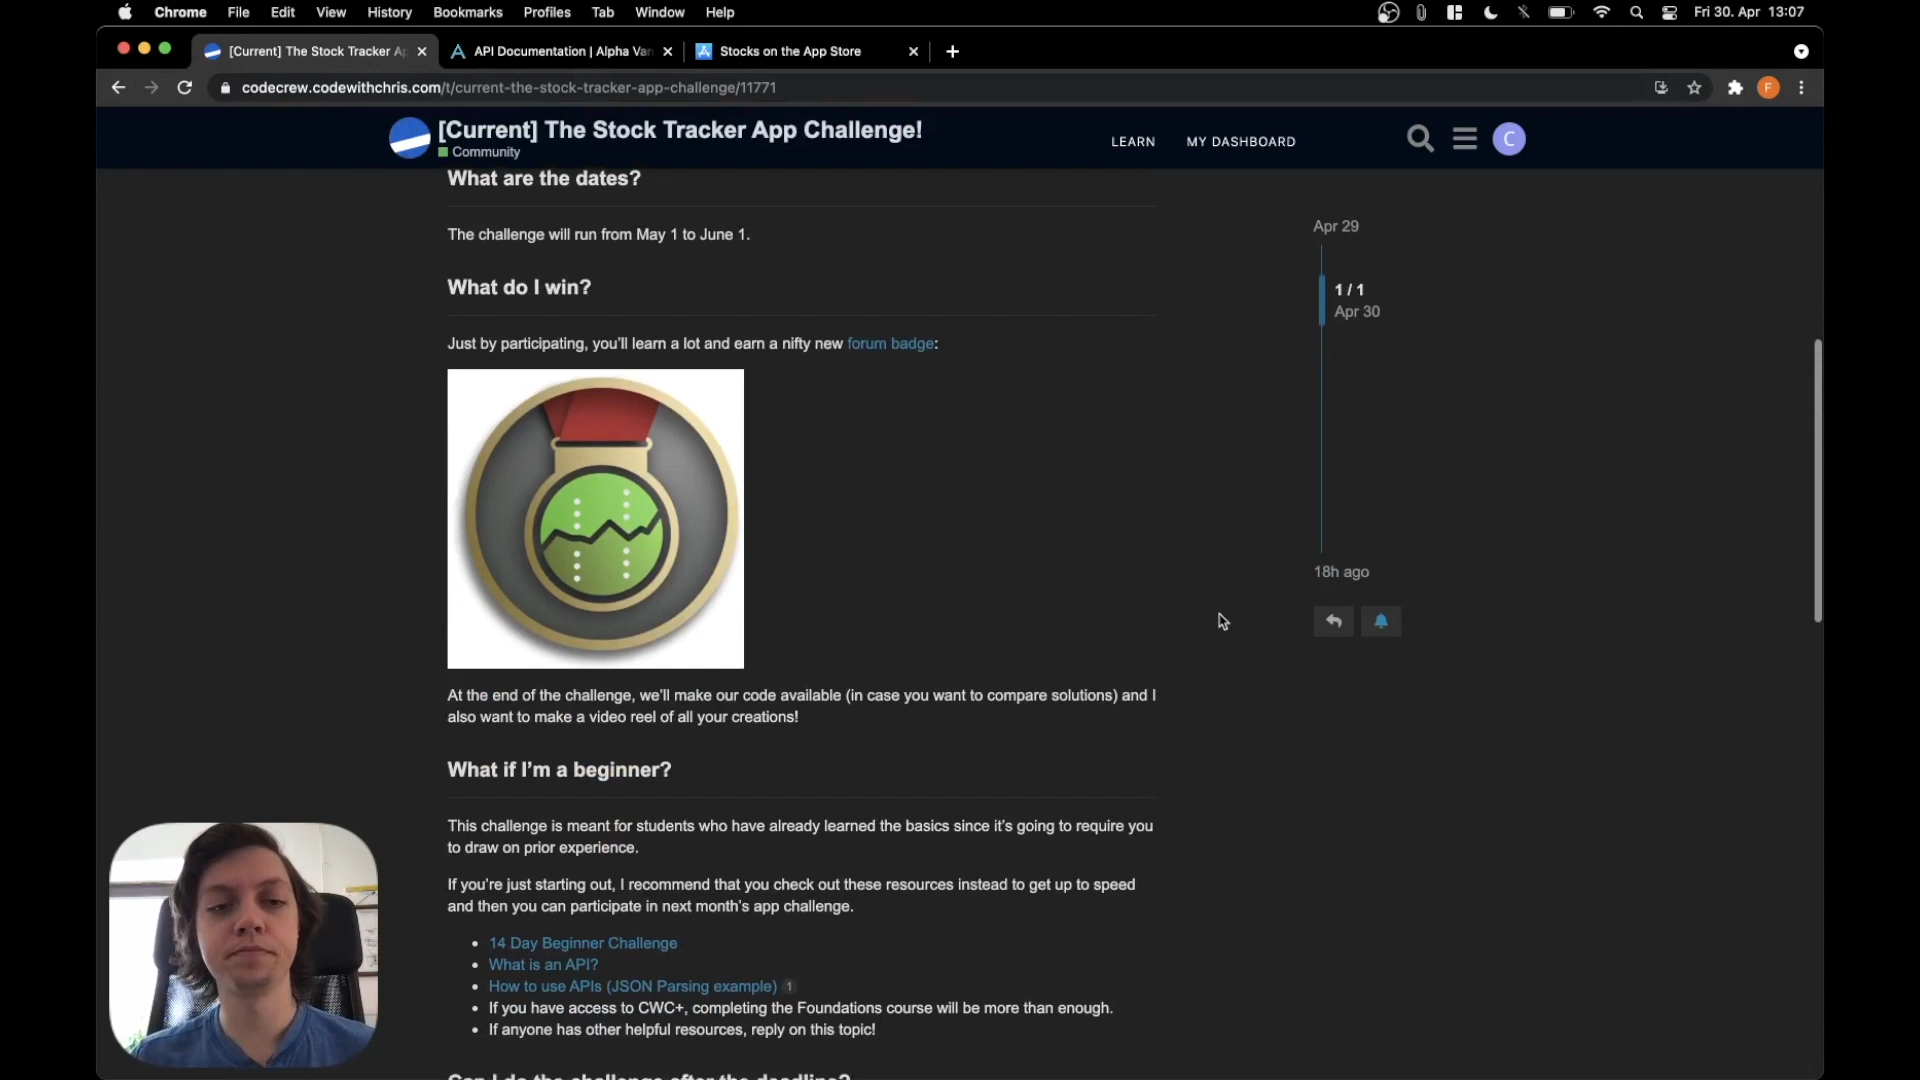 Chrome File Edit View History Bookmarks Profiles Tab Window Help Fri 30. Apr 13:07
[Current] The Stock Tracker Ap API Documentation | Alpha Van Stocks on the App Store
codecrew.codewithchris.com/t/current-the-stock-tracker-app-challenge/11771 F
[Current] The Stock Tracker App Challenge!
Community
LEARN MY DASHBOARD C
What are the dates?
The challenge will run from May 1 to June 1.
What do I win?
Just by participating, you'll learn a lot and earn a nifty new forum badge:
At the end of the challenge, we'll make our code available (in case you want to compare solutions) and I
also want to make a video reel of all your creations!
What if I'm a beginner?
This challenge is meant for students who have already learned the basics since it's going to require you
to draw on prior experience.
If you're just starting out, I recommend that you check out these resources instead to get up to speed
and then you can participate in next month's app challenge.
14 Day Beginner Challenge
What is an API?
How to use APIs (JSON Parsing example) 1
If you have access to CWC+, completing the Foundations course will be more than enough.
If anyone has other helpful resources, reply on this topic!
Can I do the challenge after the deadline?
Apr 29
1 / 1
Apr 30
18h ago